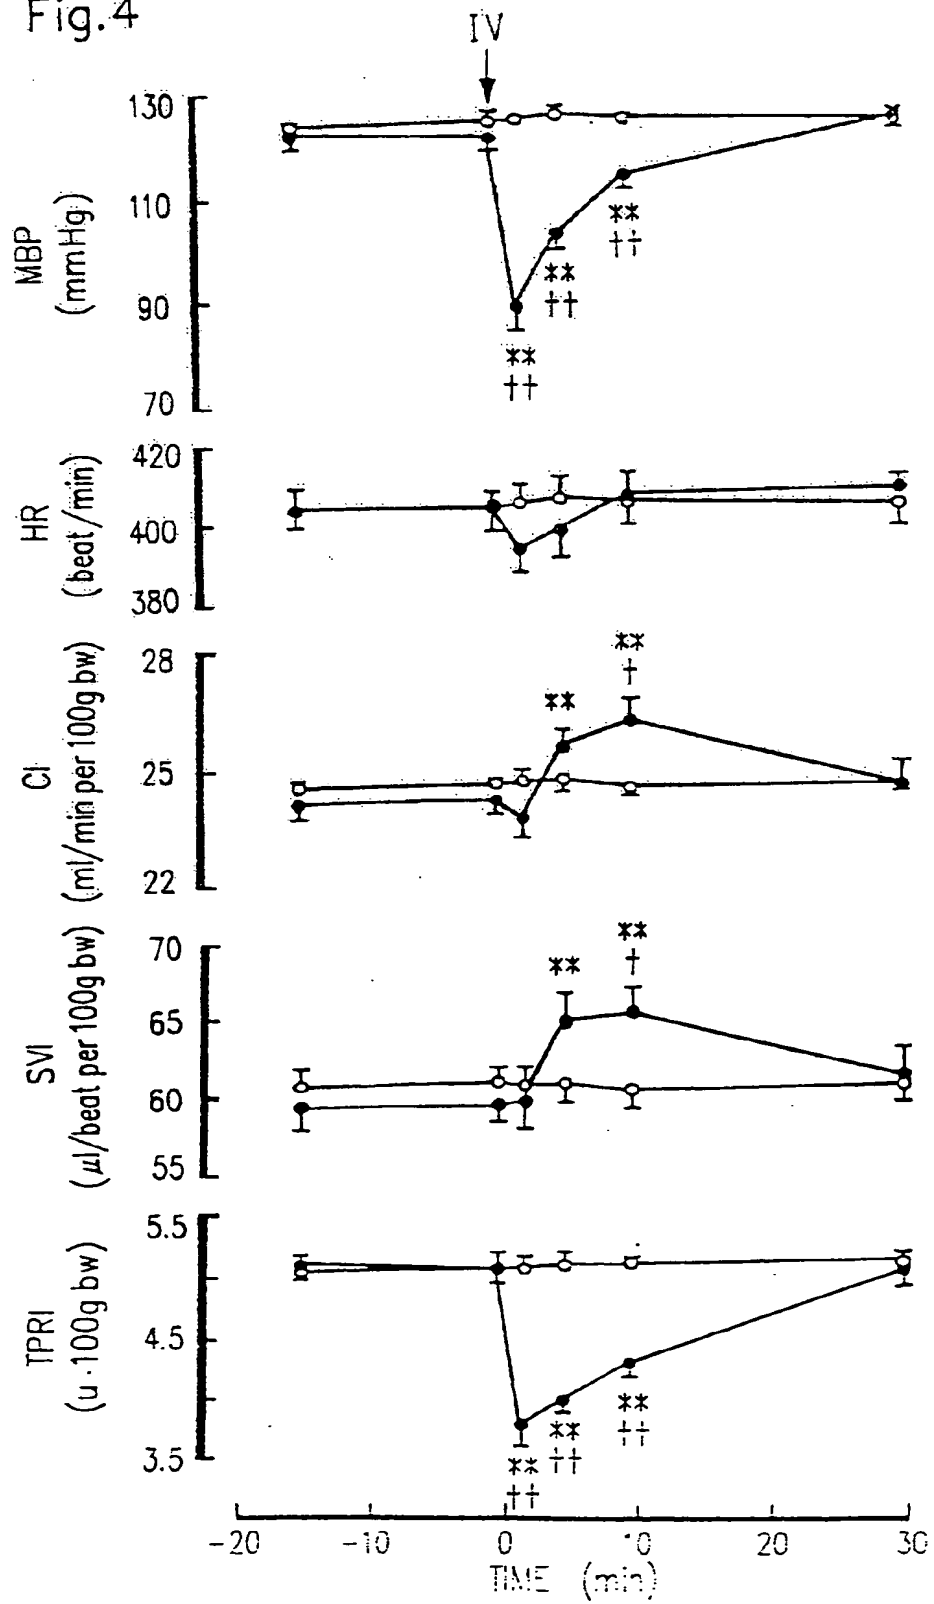 Fig.4
IV
130
110
90
70
MBP
(mmHg)
**
††
**
††
**
††
420
400
380
HR
(beat/min)
28
25
22
CI
(ml/min per 100g bw)
**
**
†
70
65
60
55
SVI
(μl/beat per 100g bw)
**
**
†
5.5
4.5
3.5
TPRI
(u·100g bw)
**
††
**
††
**
††
-20 -10 0 10 20 30
TIME (min)